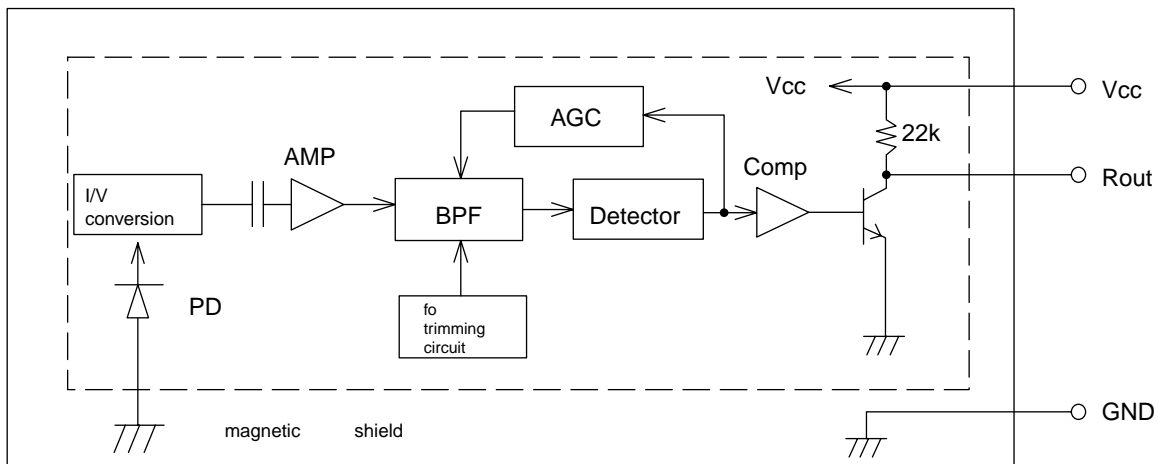 Vcc
Vcc
AGC
22k
AMP
Comp
Rout
I/V
conversion
BPF
Detector
PD
fo
trimming
circuit
GND
magnetic shield